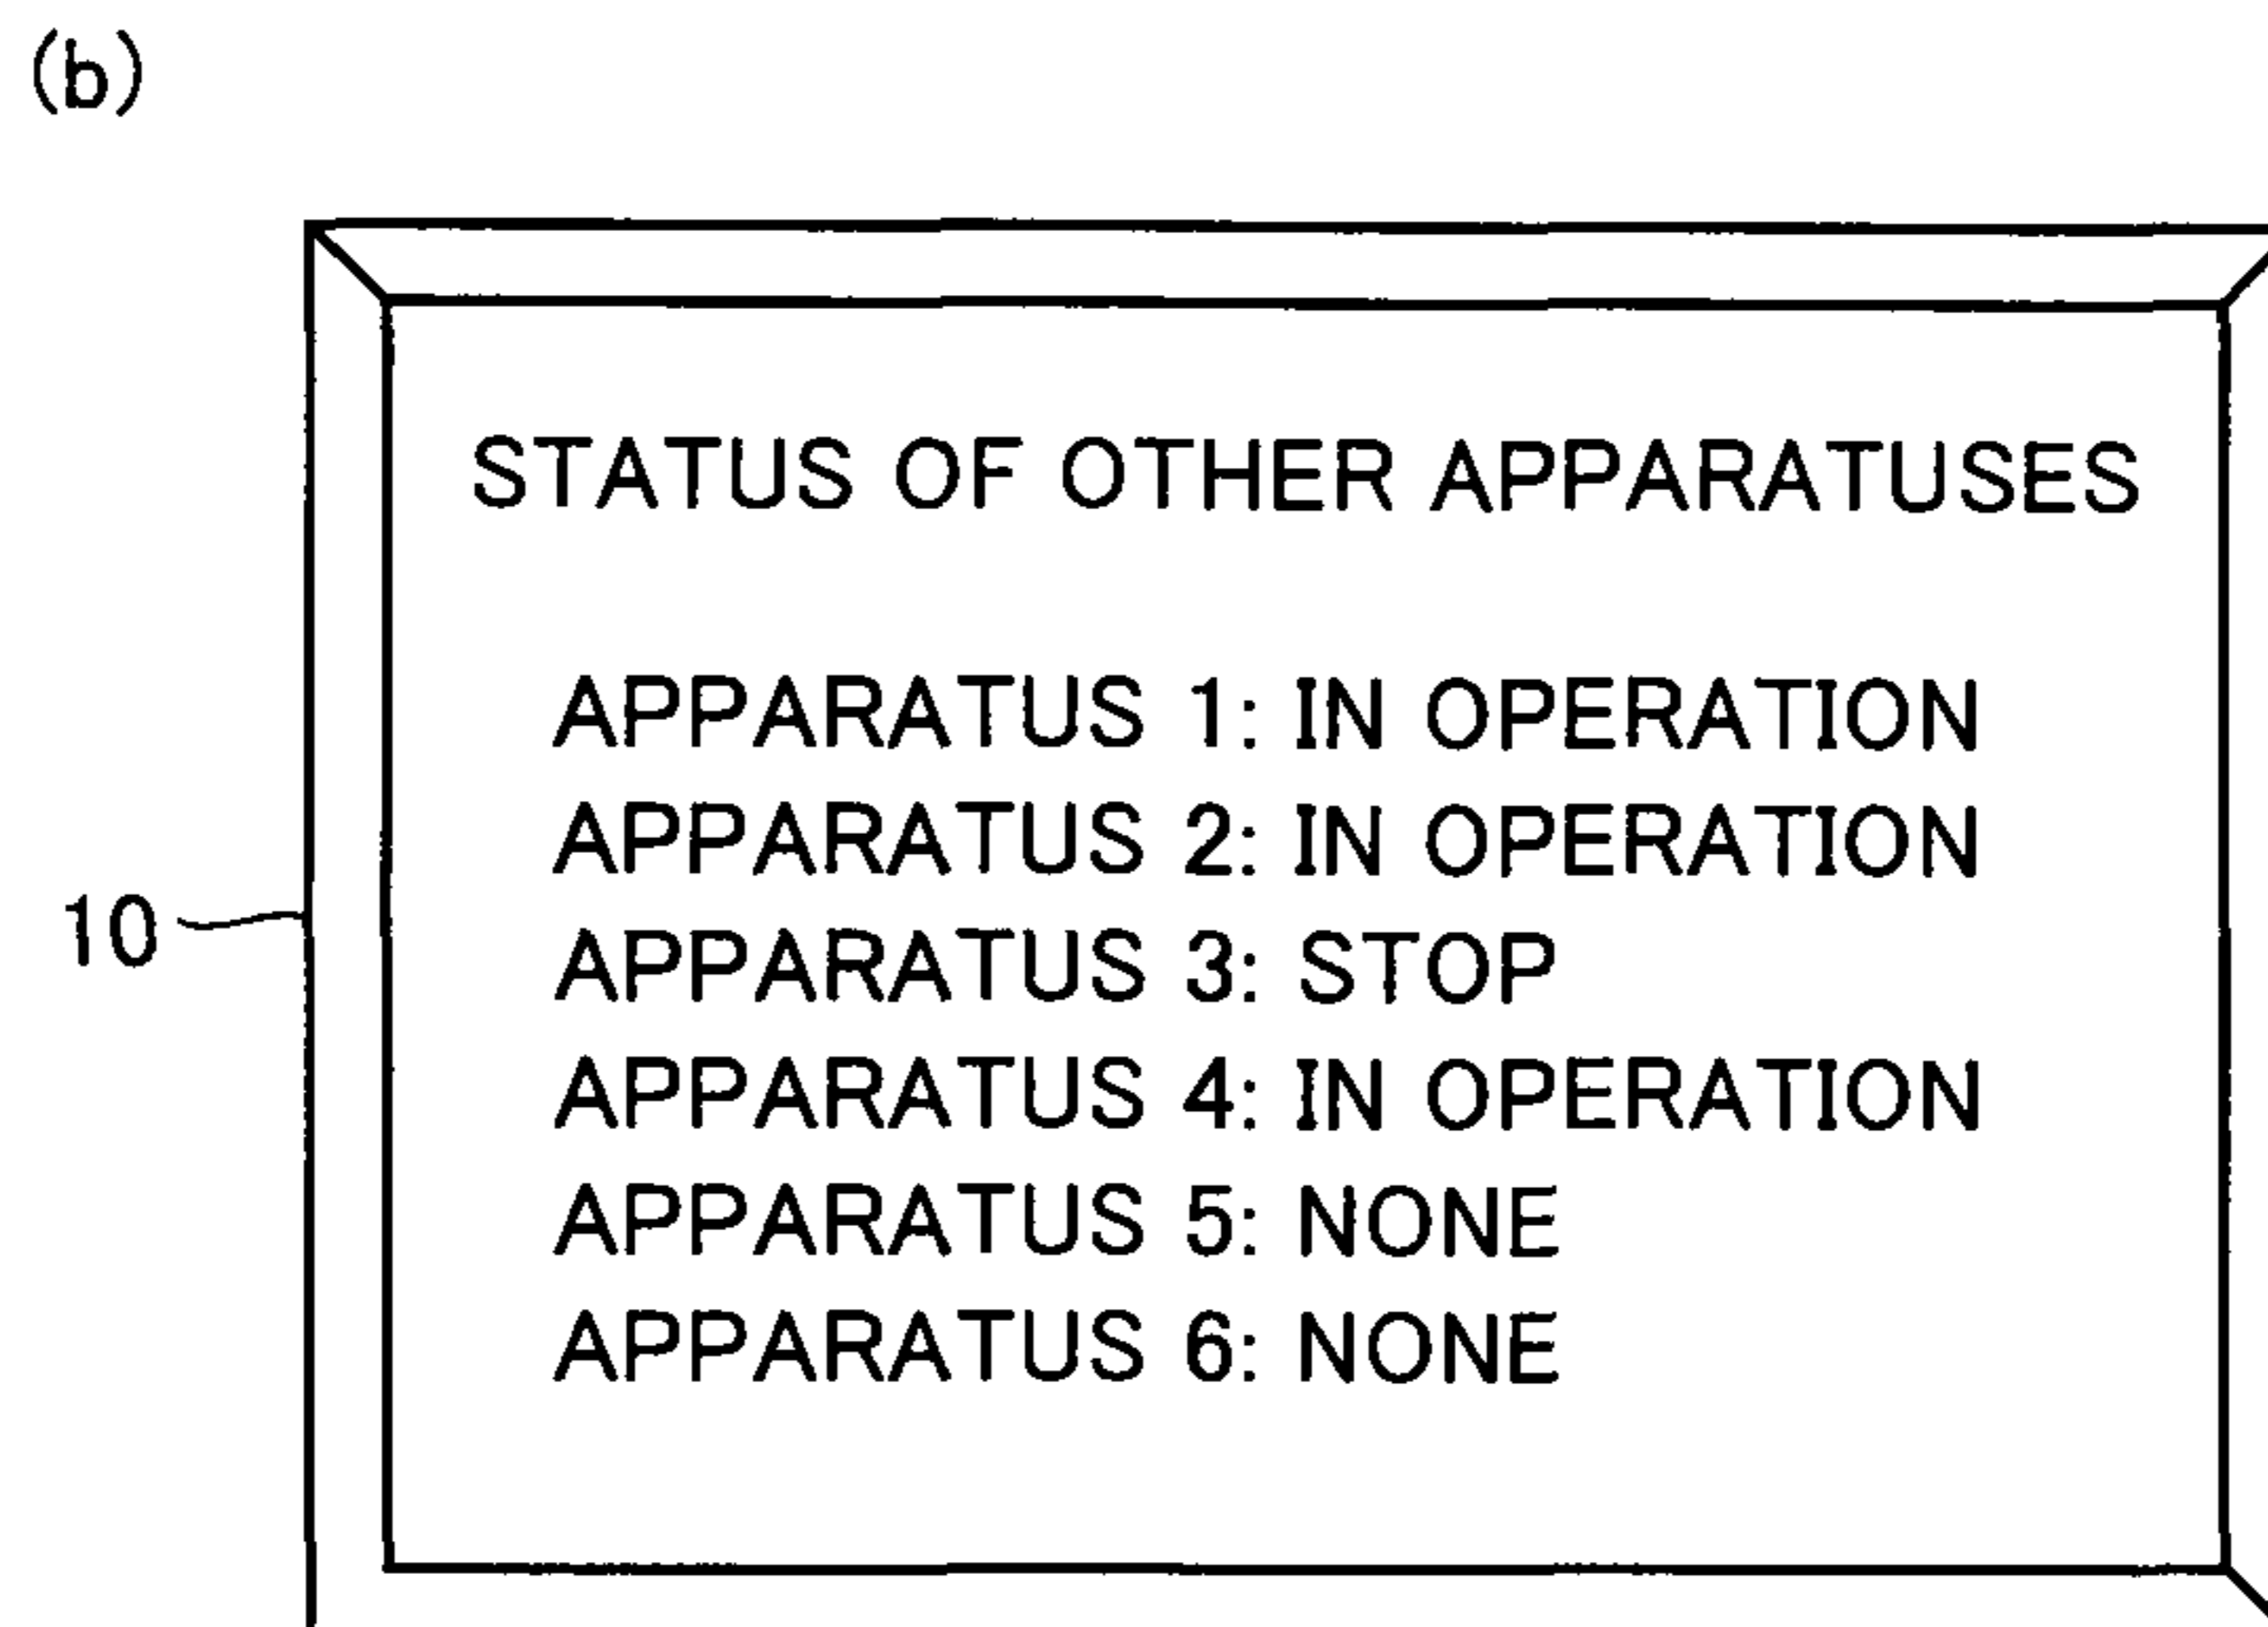 (b)
STATUS OF OTHER APPARATUSES
APPARATUS 1: IN OPERATION
APPARATUS 2: IN OPERATION
10
APPARATUS 3: STOP
APPARATUS 4: IN OPERATION
APPARATUS 5: NONE
APPARATUS 6: NONE